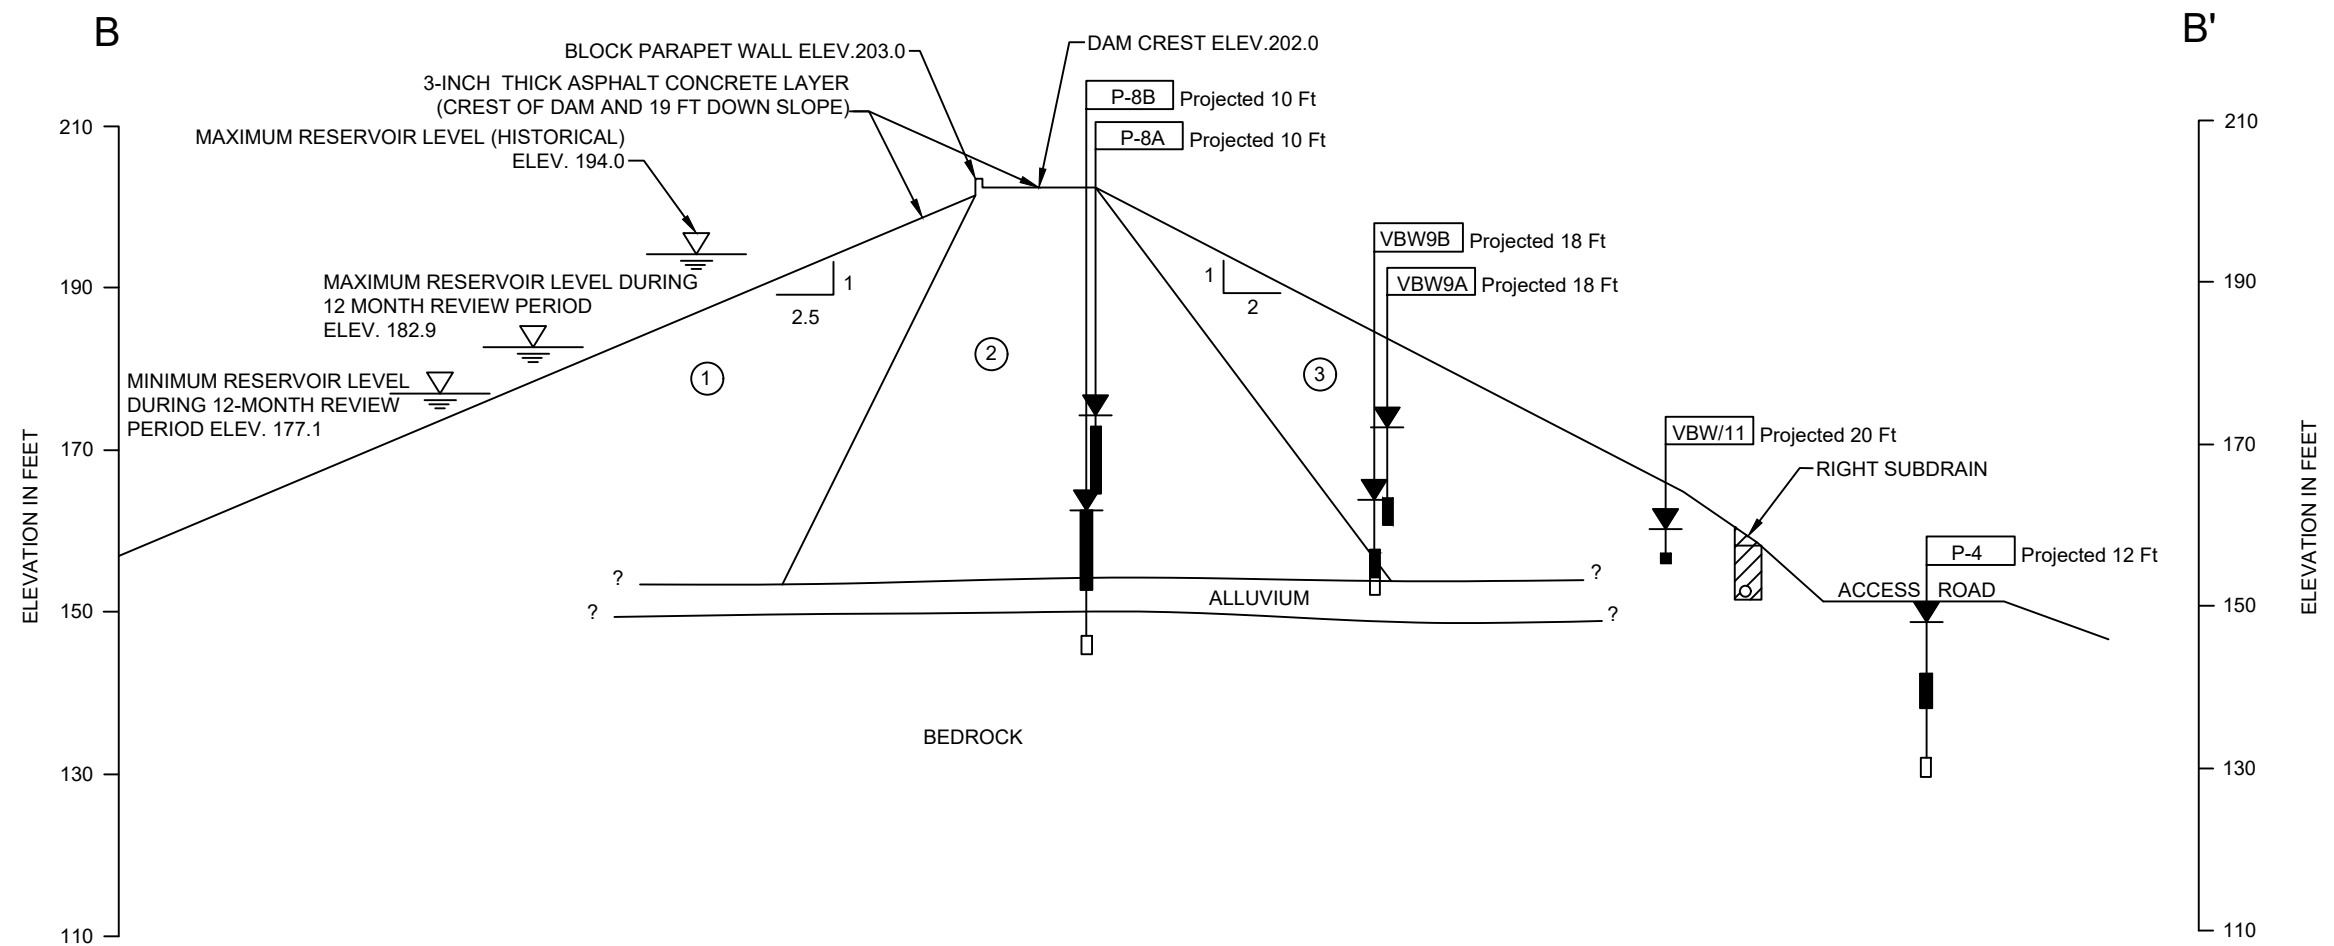 B
B'
BLOCK PARAPET WALL ELEV.203.0
DAM CREST ELEV.202.0
3-INCH THICK ASPHALT CONCRETE LAYER
(CREST OF DAM AND 19 FT DOWN SLOPE)
P-8B Projected 10 Ft
P-8A Projected 10 Ft
MAXIMUM RESERVOIR LEVEL (HISTORICAL)
ELEV. 194.0
210
210
VBW9B Projected 18 Ft
VBW9A Projected 18 Ft
MAXIMUM RESERVOIR LEVEL DURING
12 MONTH REVIEW PERIOD
ELEV. 182.9
190
190
1
2.5
1
2
MINIMUM RESERVOIR LEVEL
DURING 12-MONTH REVIEW
PERIOD ELEV. 177.1
1
2
3
VBW/11 Projected 20 Ft
RIGHT SUBDRAIN
170
170
ELEVATION IN FEET
ELEVATION IN FEET
P-4 Projected 12 Ft
?
?
ACCESS ROAD
ALLUVIUM
?
?
150
150
BEDROCK
130
130
110
110